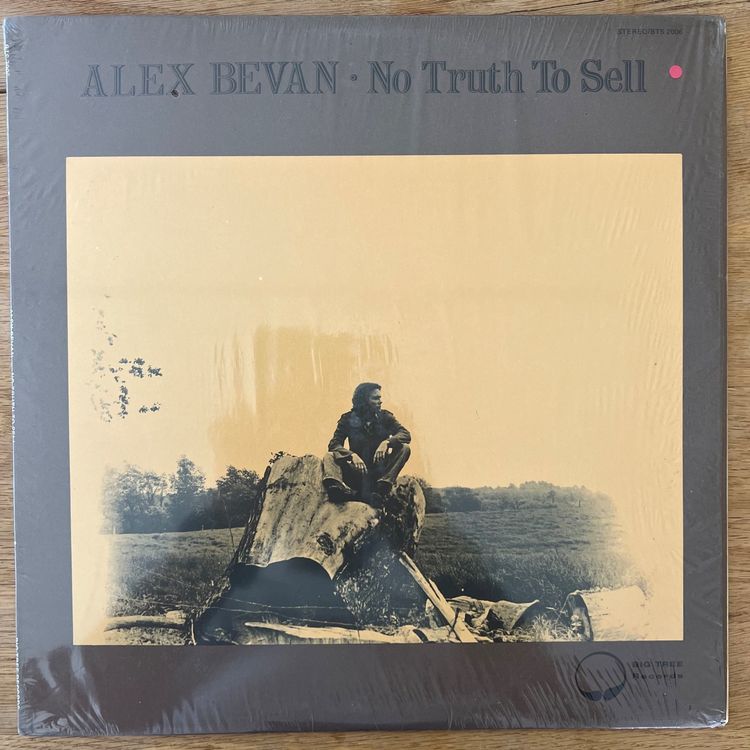 STEREO/BTS 2006
ALEX BEVAN • No Truth To Sell
BIG TREE
Records